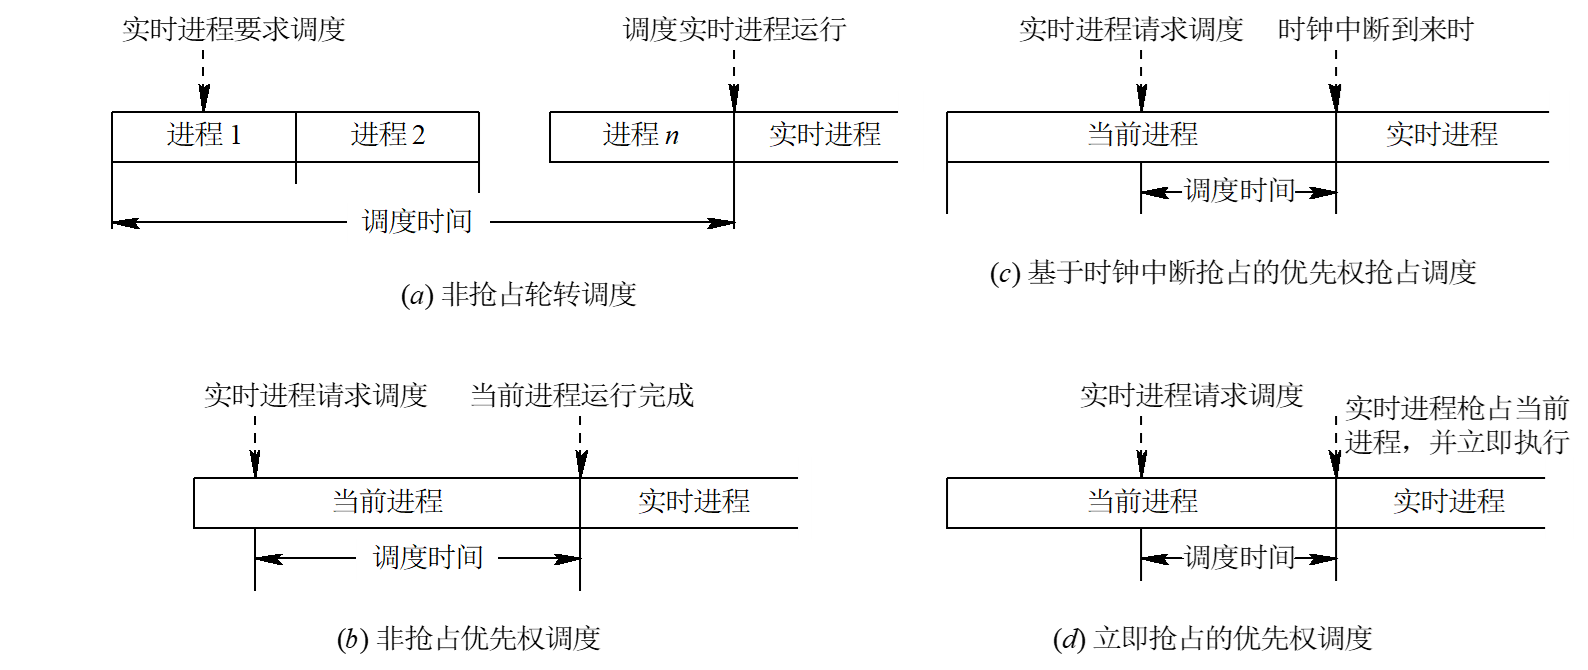 实时进程要求调度
调度实时进程运行
进程 1
进程 2
进程 n
实时进程
调度时间
(a) 非抢占轮转调度
实时进程请求调度
时钟中断到来时
当前进程
实时进程
调度时间
(c) 基于时钟中断抢占的优先权抢占调度
实时进程请求调度
当前进程运行完成
当前进程
实时进程
调度时间
(b) 非抢占优先权调度
实时进程请求调度
实时进程枪占当前
进程，并立即执行
当前进程
实时进程
调度时间
(d) 立即抢占的优先权调度